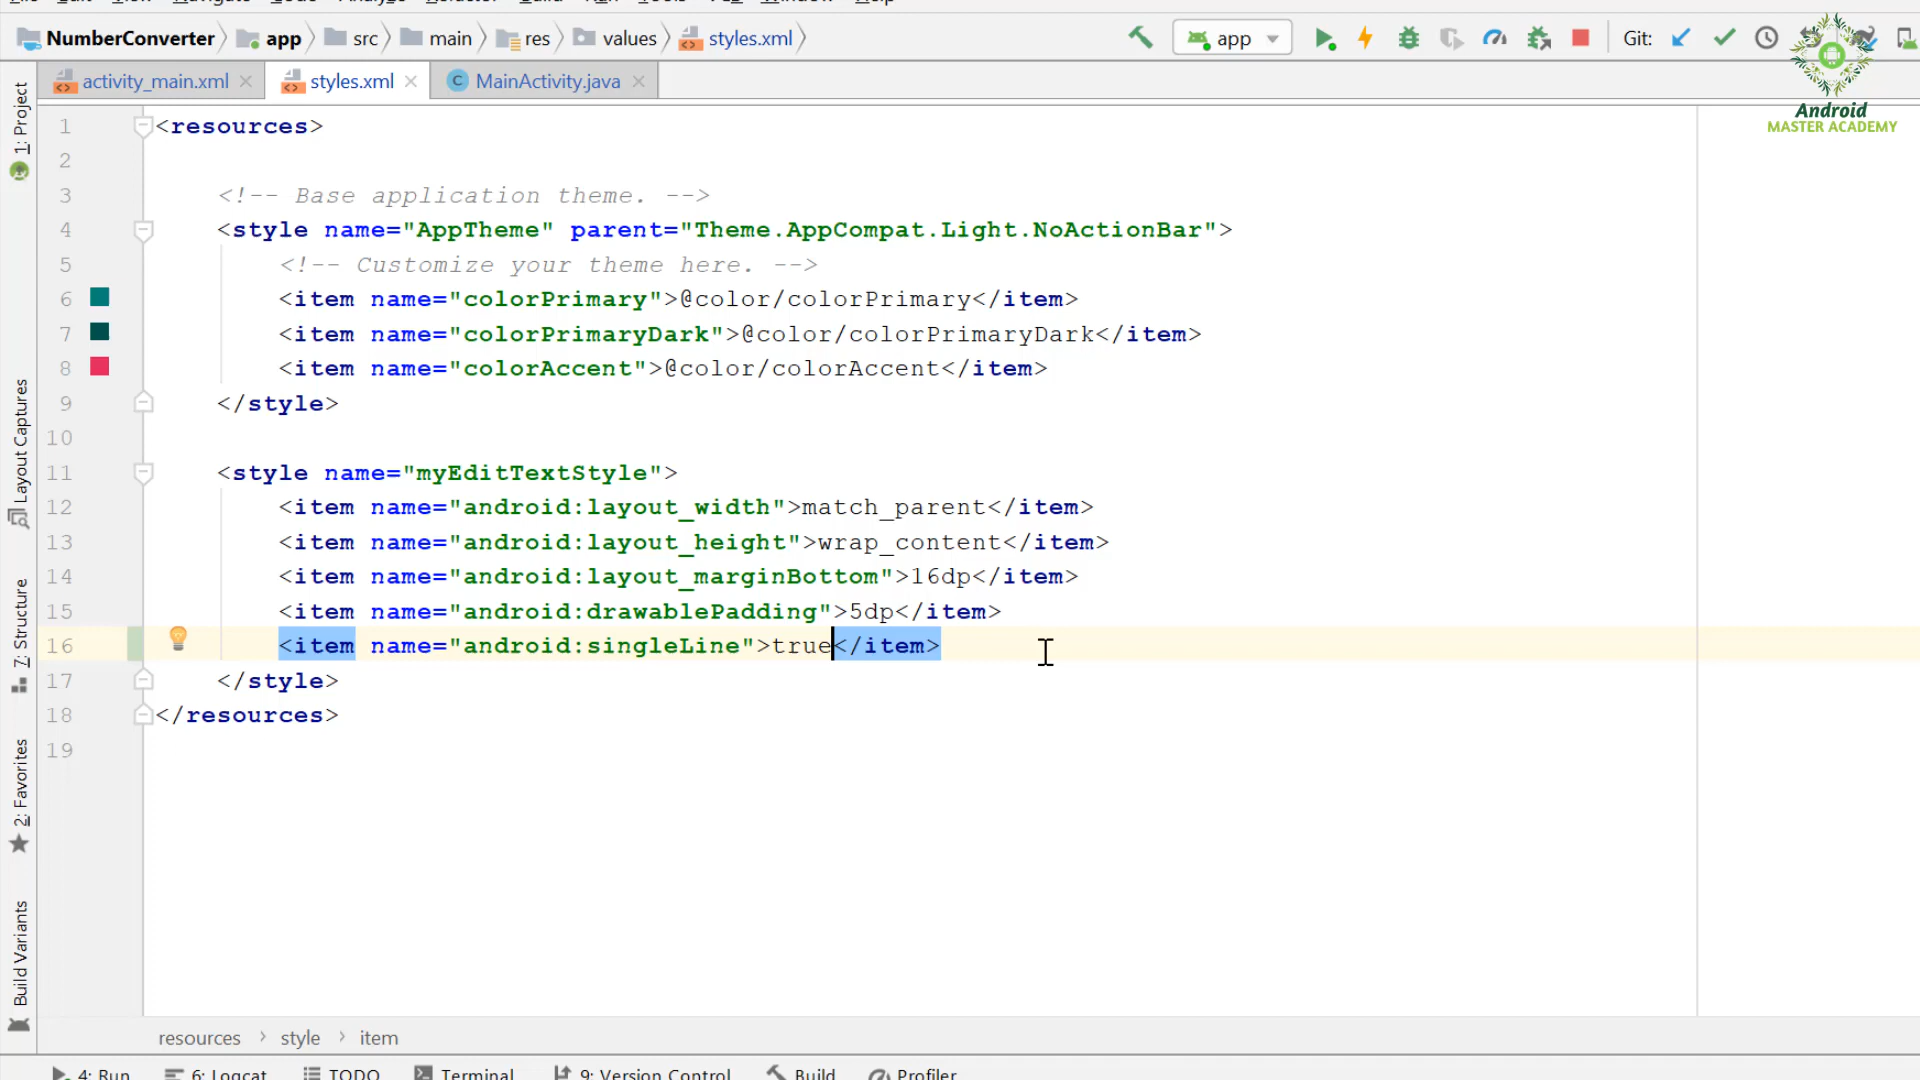 NumberConverter app src main res values styles.xml app Git:
activity_main.xml styles.xml MainActivity.java
Android
MASTER ACADEMY
1: Project
Layout Captures
7: Structure
2: Favorites
Build Variants
1 <resources>
2
3 <!-- Base application theme. -->
4 <style name="AppTheme" parent="Theme.AppCompat.Light.NoActionBar">
5 <!-- Customize your theme here. -->
6 <item name="colorPrimary">@color/colorPrimary</item>
7 <item name="colorPrimaryDark">@color/colorPrimaryDark</item>
8 <item name="colorAccent">@color/colorAccent</item>
9 </style>
10
11 <style name="myEditTextStyle">
12 <item name="android:layout_width">match_parent</item>
13 <item name="android:layout_height">wrap_content</item>
14 <item name="android:layout_marginBottom">16dp</item>
15 <item name="android:drawablePadding">5dp</item>
16 <item name="android:singleLine">true</item>
17 </style>
18 </resources>
19
resources › style › item
4: Run 6: Logcat TODO Terminal 9: Version Control Build Profiler